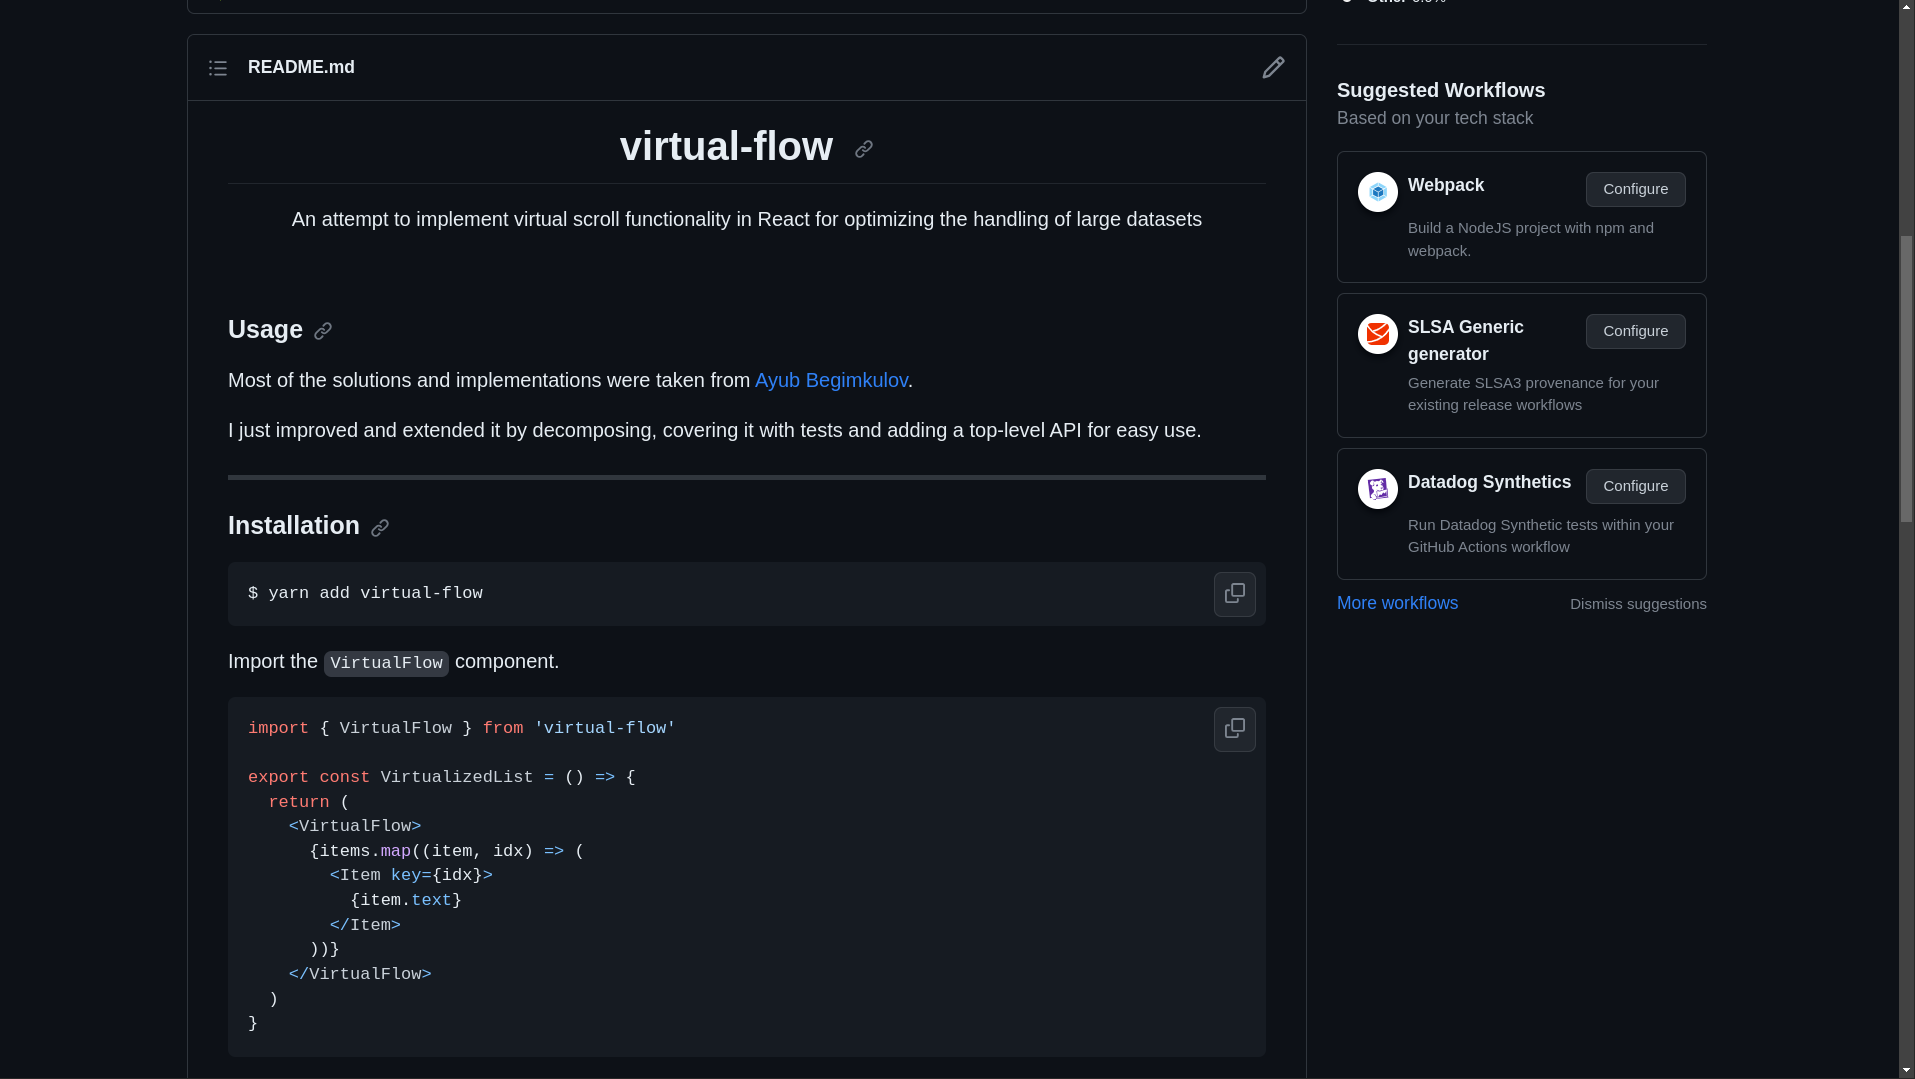 README.md
virtual-flow
An attempt to implement virtual scroll functionality in React for optimizing the handling of large datasets
Usage
Most of the solutions and implementations were taken from Ayub Begimkulov.
I just improved and extended it by decomposing, covering it with tests and adding a top-level API for easy use.
Installation
$ yarn add virtual-flow
Import the VirtualFlow component.
import { VirtualFlow } from 'virtual-flow'
export const VirtualizedList = () => {
  return (
    <VirtualFlow>
      {items.map((item, idx) => (
        <Item key={idx}>
          {item.text}
        </Item>
      ))}
    </VirtualFlow>
  )
}
Suggested Workflows
Based on your tech stack
Webpack
Configure
Build a NodeJS project with npm and
webpack.
SLSA Generic
generator
Configure
Generate SLSA3 provenance for your
existing release workflows
Datadog Synthetics
Configure
Run Datadog Synthetic tests within your
GitHub Actions workflow
More workflows
Dismiss suggestions